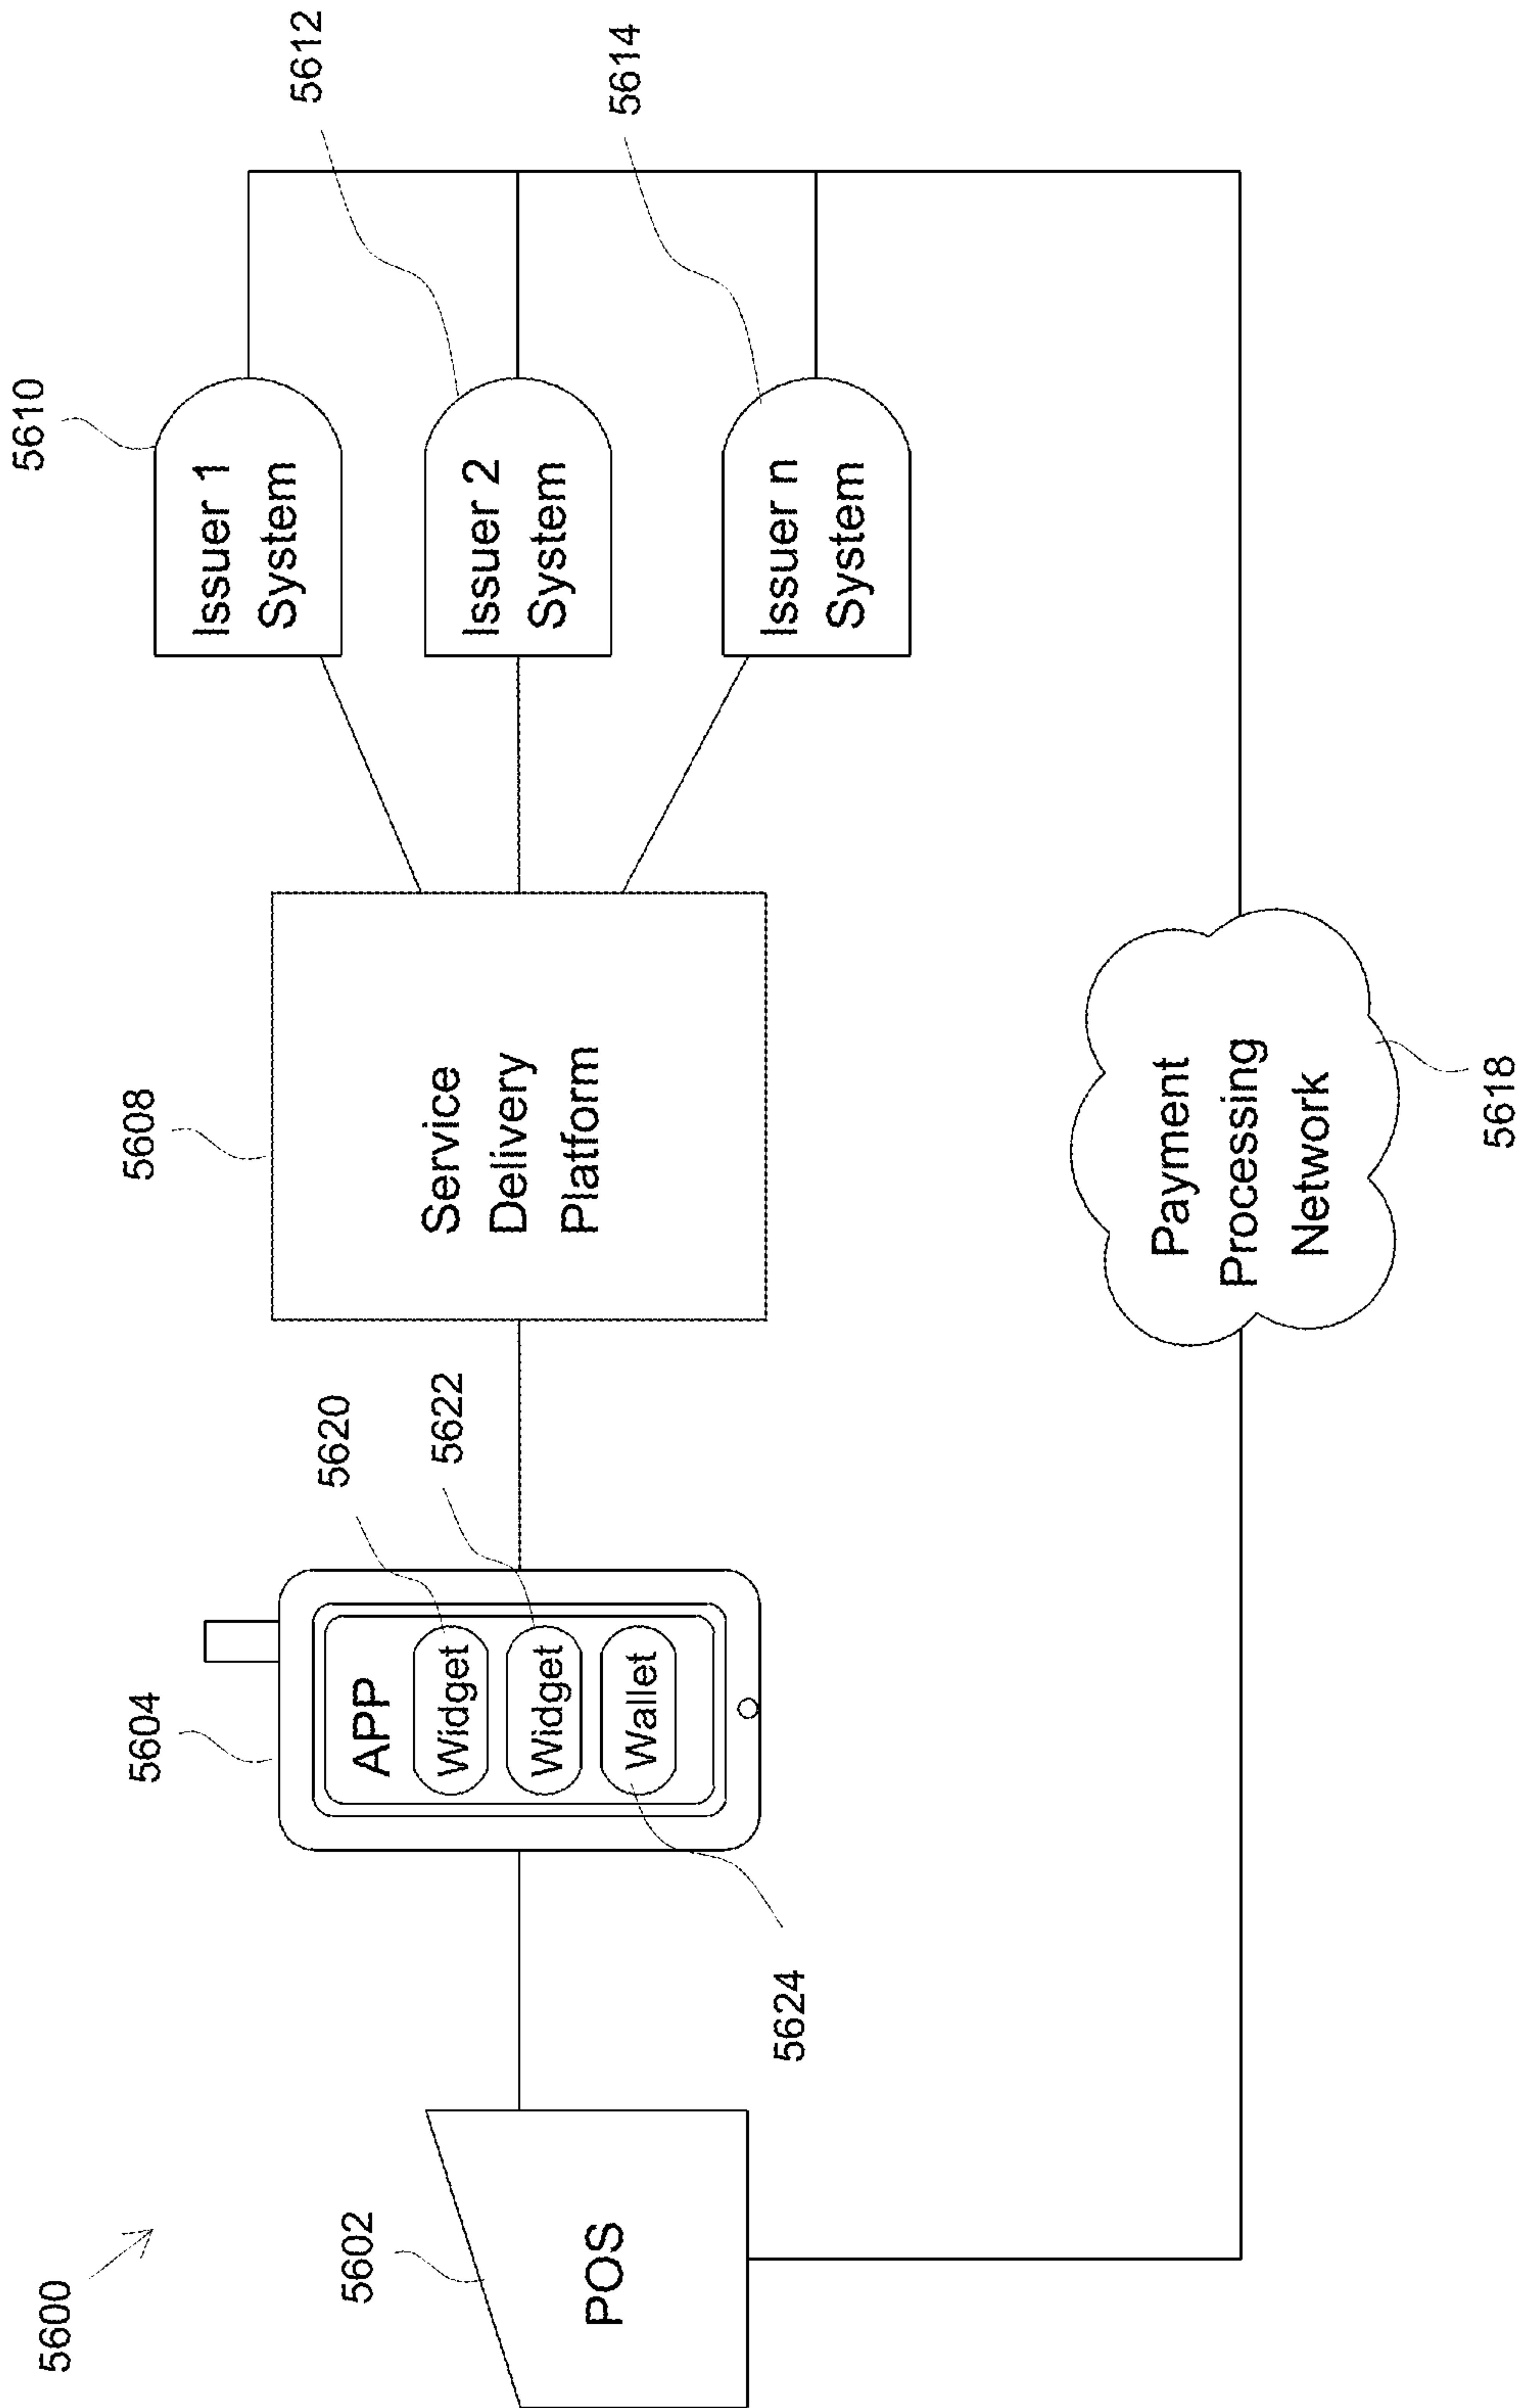 5600
5602
POS
5604
APP
Widget
Widget
Wallet
5620
5622
5624
5608
Service
Delivery
Platform
5610
Issuer 1
System
5612
Issuer 2
System
5614
Issuer n
System
Payment
Processing
Network
5618